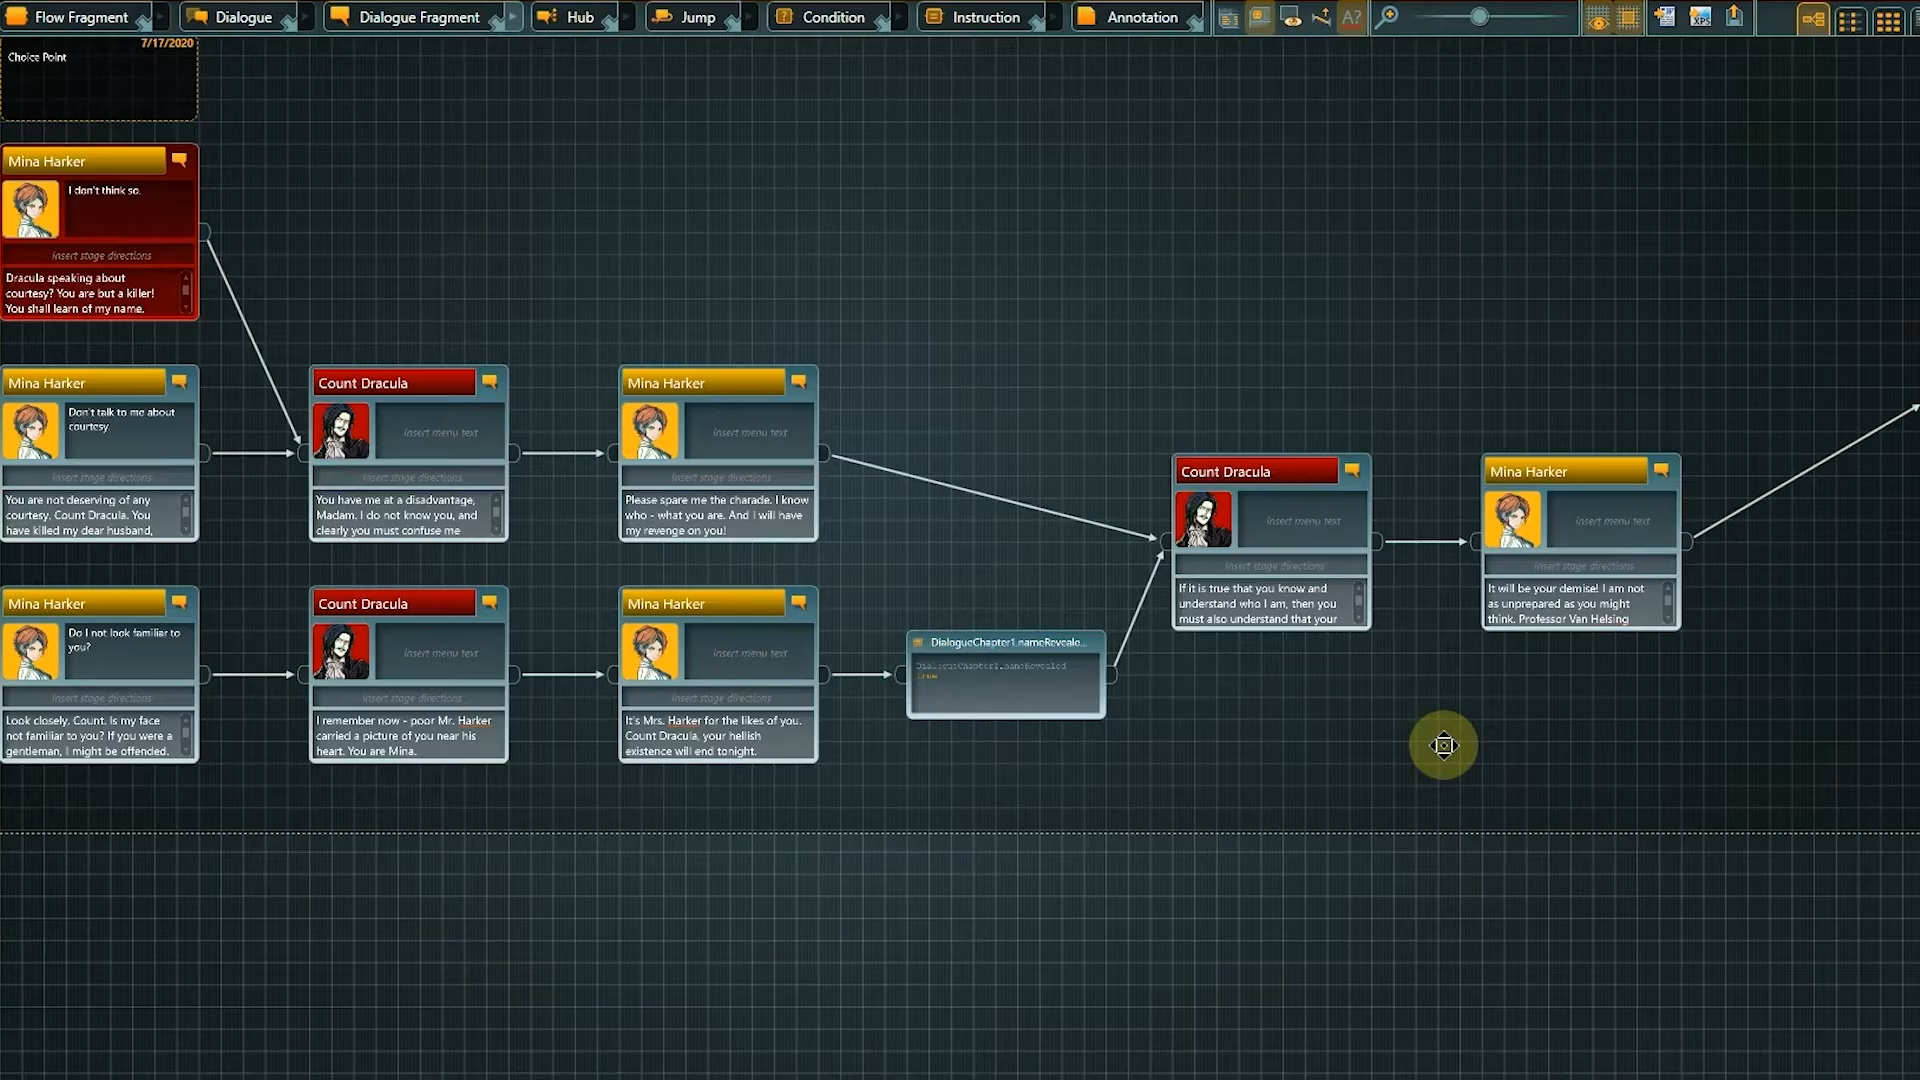 Flow Fragment
Dialogue
Dialogue Fragment
Hub
Jump
Condition
Instruction
Annotation
A?
XPS
7/17/2020
Choice Point
Mina Harker
I don't think so.
Insert stage directions
Dracula speaking about
courtesy? You are but a killer!
You shall learn of my name,
Mina Harker
Don't talk to me about
courtesy.
Insert stage directions
You are not deserving of any
courtesy, Count Dracula. You
have killed my dear husband,
Count Dracula
Insert menu text
Insert stage directions
You have me at a disadvantage,
Madam. I do not know you, and
clearly you must confuse me
Mina Harker
Insert menu text
Insert stage directions
Please spare me the charade. I know
who - what you are. And I will have
my revenge on you!
Count Dracula
Insert menu text
Insert stage directions
If it is true that you know and
understand who I am, then you
must also understand that your
Mina Harker
Insert menu text
Insert stage directions
It will be your demise! I am not
as unprepared as you might
think. Professor Van Helsing
Mina Harker
Do I not look familiar to
you?
Insert stage directions
Look closely, Count. Is my face
not familiar to you? If you were a
gentleman, I might be offended.
Count Dracula
Insert menu text
Insert stage directions
I remember now - poor Mr. Harker
carried a picture of you near his
heart. You are Mina.
Mina Harker
Insert menu text
Insert stage directions
It's Mrs. Harker for the likes of you.
Count Dracula, your hellish
existence will end tonight.
DialogueChapter1.nameReveale...
DialogueChapter1.nameRevealed
true